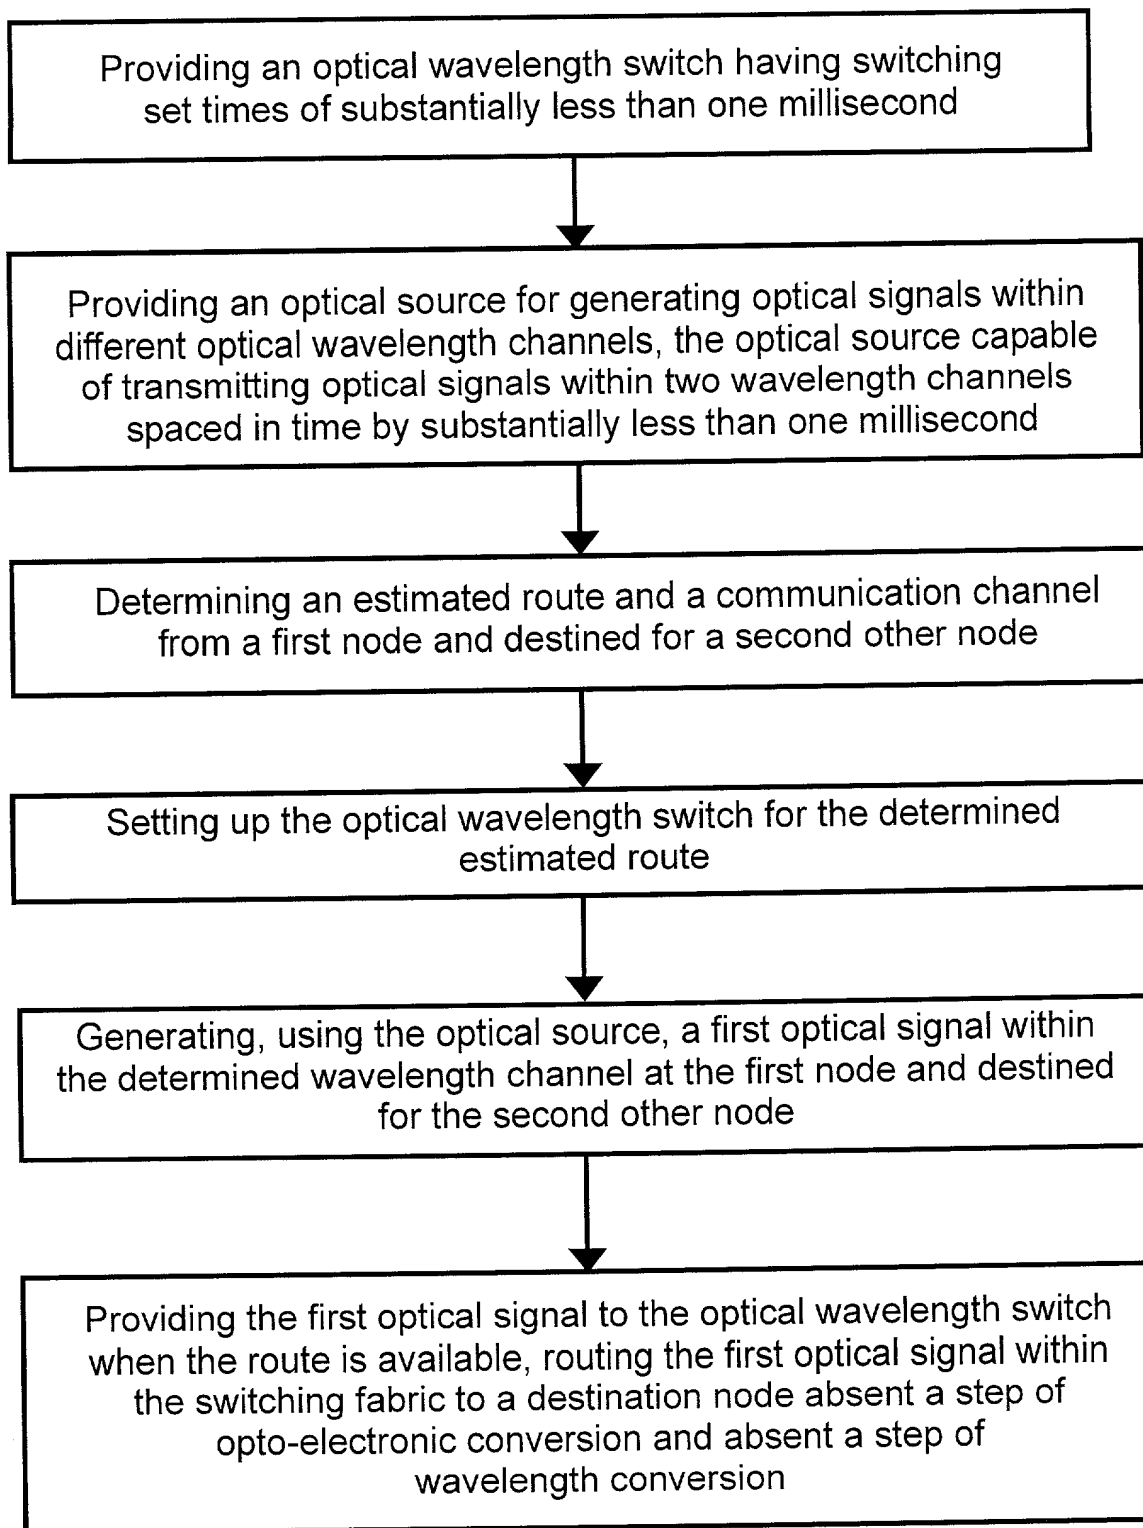 Providing an optical wavelength switch having switching
set times of substantially less than one millisecond
Providing an optical source for generating optical signals within
different optical wavelength channels, the optical source capable
of transmitting optical signals within two wavelength channels
spaced in time by substantially less than one millisecond
Determining an estimated route and a communication channel
from a first node and destined for a second other node
Setting up the optical wavelength switch for the determined
estimated route
Generating, using the optical source, a first optical signal within
the determined wavelength channel at the first node and destined
for the second other node
Providing the first optical signal to the optical wavelength switch
when the route is available, routing the first optical signal within
the switching fabric to a destination node absent a step of
opto-electronic conversion and absent a step of
wavelength conversion